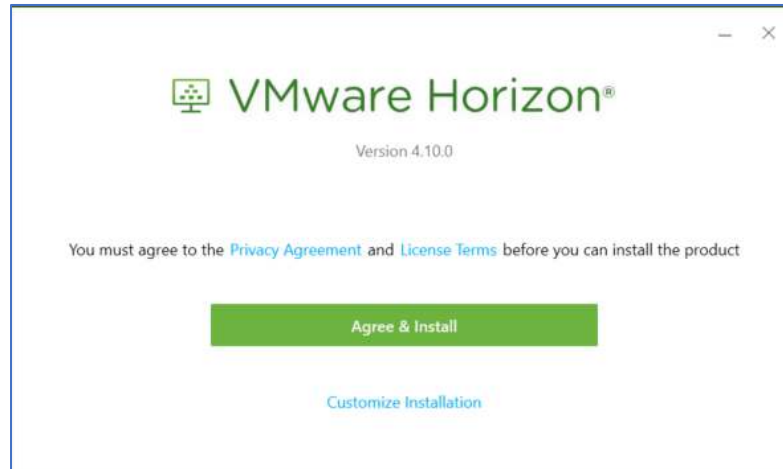 VMware Horizon®
Version 4.10.0
You must agree to the Privacy Agreement and License Terms before you can install the product
Agree & Install
Customize Installation